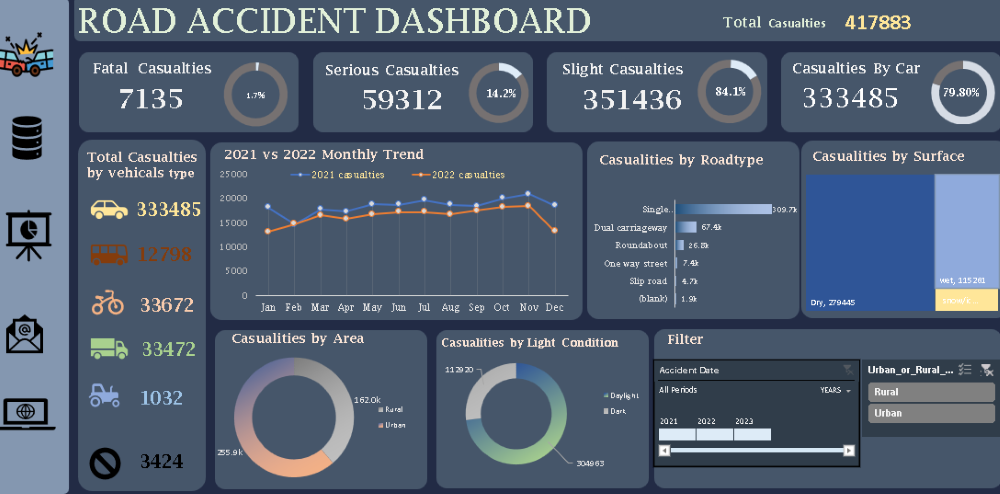 ROAD ACCIDENT DASHBOARD
Total Casualties 417883
Fatal Casualties
7135
1.7%
Serious Casualties
59312
14.2%
Slight Casualties
351436
84.1%
Casualties By Car
333485
79.80%
Total Casualties
by vehicals type
333485
12798
33672
33472
1032
3424
2021 vs 2022 Monthly Trend
2021 casualties
2022 casualties
25000
20000
15000
10000
5000
0
Jan Feb Mar Apr May Jun Jul Aug Sep Oct Nov Dec
Casualities by Roadtype
Single... 309.7k
Dual carriageway 67.4k
Roundabout 26.8k
One way street 7.4k
Slip road 4.7k
(blank) 1.9k
Casualities by Surface
Dry, 279445
wet, 115261
Casualities by Area
162.0k
255.9k
Rural
Urban
Casualities by Light Condition
112920
304963
Daylight
Dark
Filter
Accident Date
All Periods YEARS
2021 2022 2023
Urban_or_Rural_...
Rural
Urban